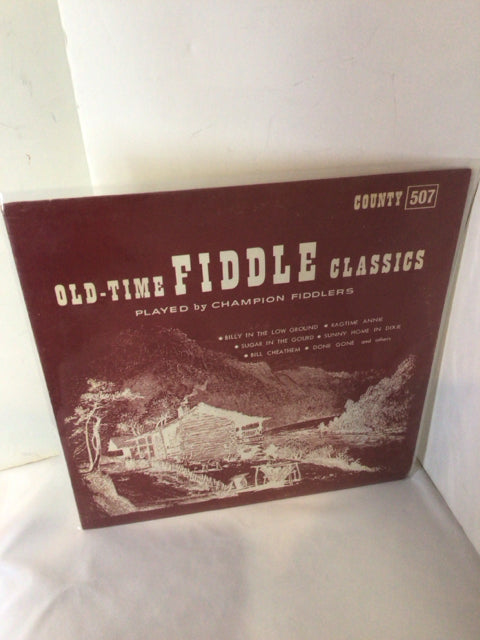 COUNTY 507
OLD-TIME FIDDLE CLASSICS
PLAYED by CHAMPION FIDDLERS
• BILLY IN THE LOW GROUND • RAGTIME ANNIE
• SUGAR IN THE GOURD • SUNNY HOME IN DIXIE
• BILL CHEATHEM • DONE GONE and others